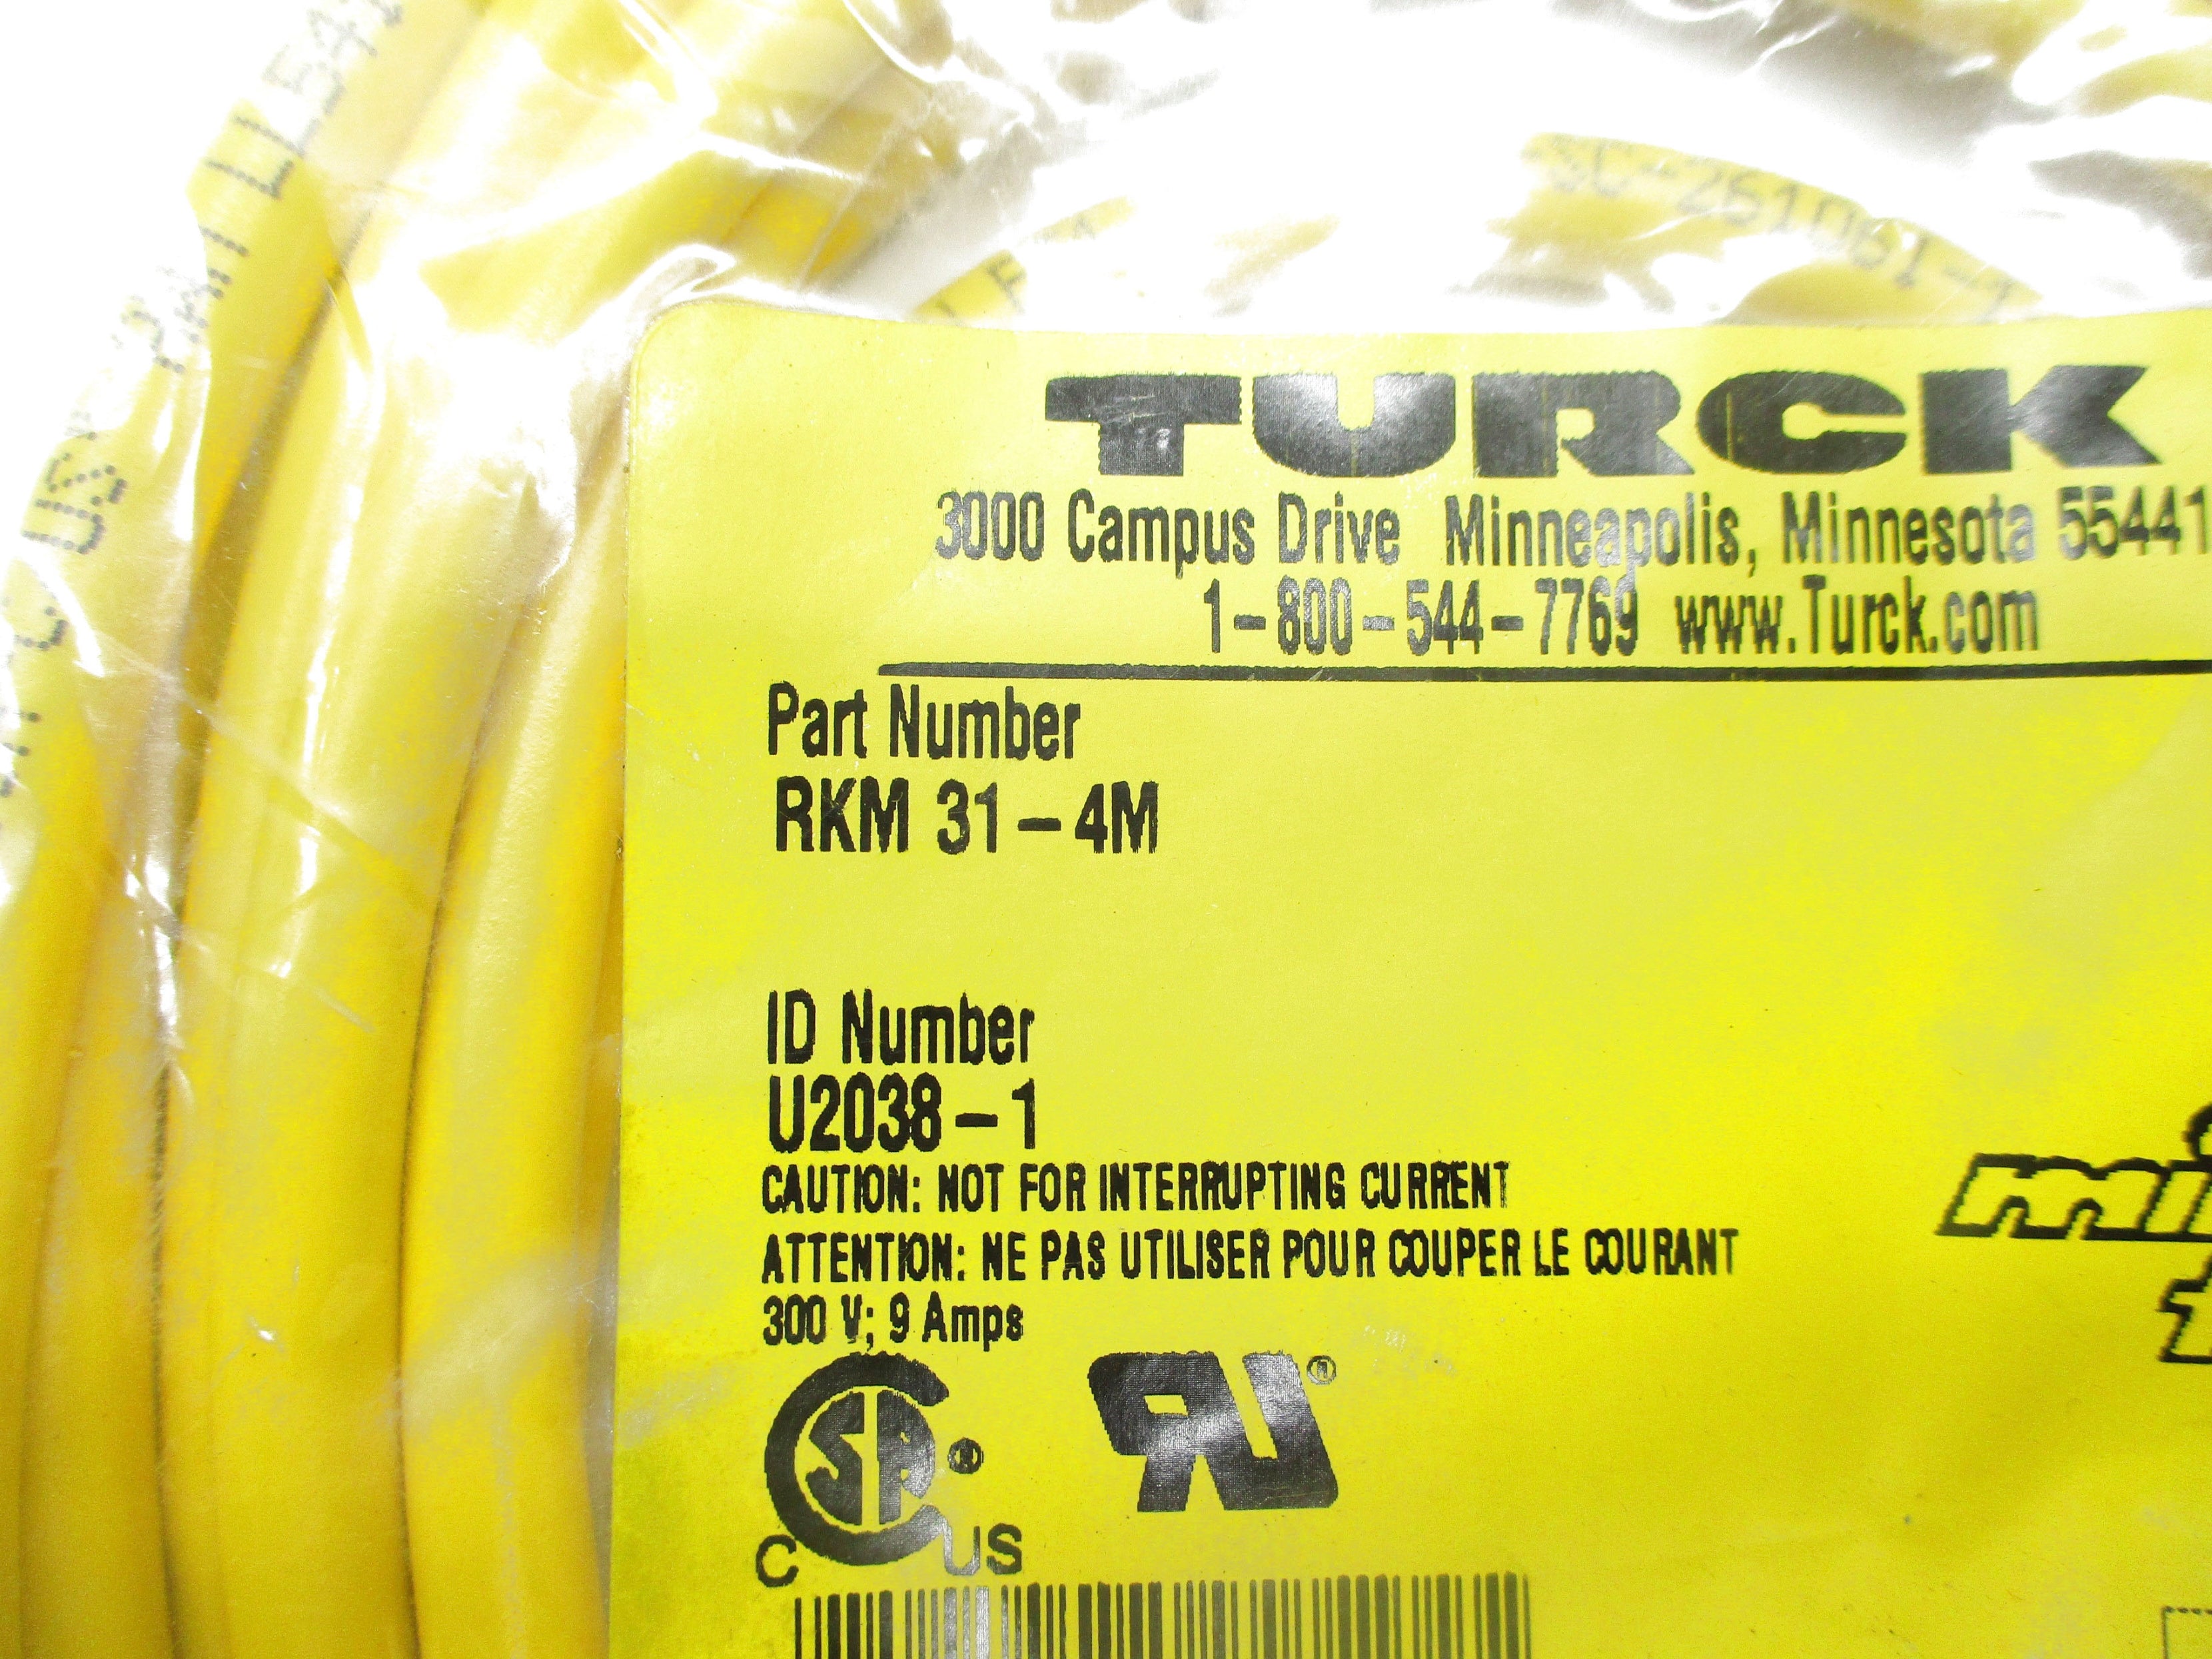 TURCK
3000 Campus Drive Minneapolis, Minnesota 55441
1-800-544-7769 www.Turck.com
Part Number
RKM 31-4M
ID Number
U2038-1
CAUTION: NOT FOR INTERRUPTING CURRENT
ATTENTION: NE PAS UTILISER POUR COUPER LE COURANT
300 V; 9 Amps
C US